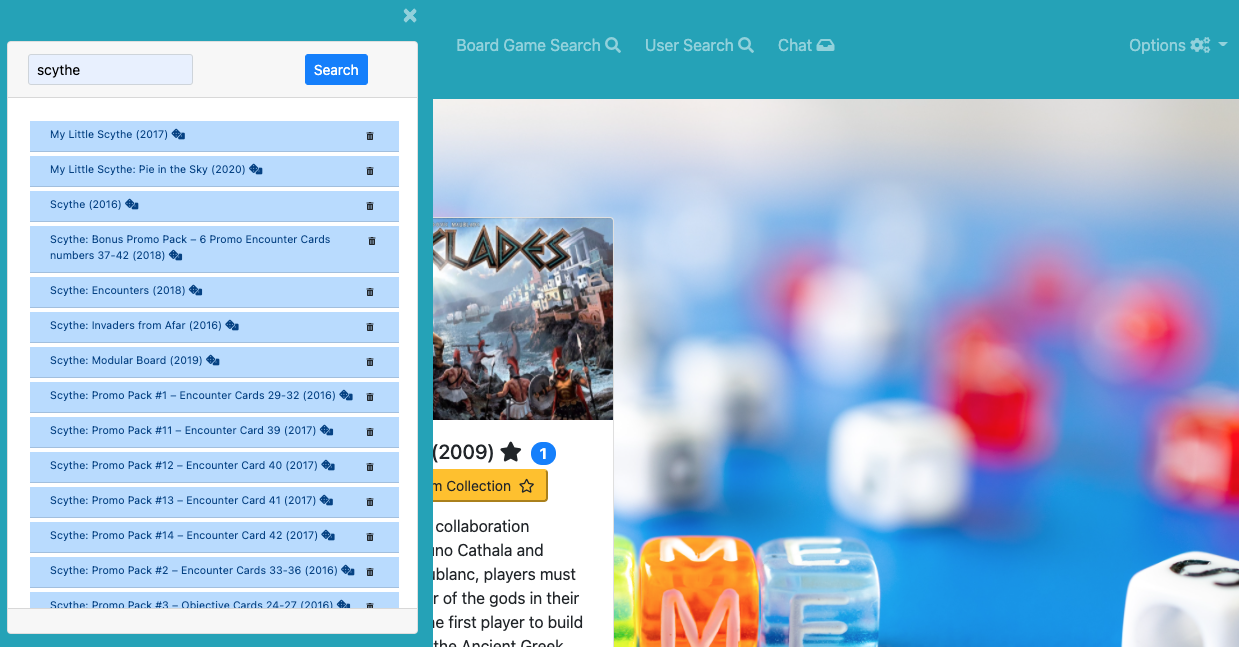 Board Game Search
User Search
Chat
Options
scythe
Search
My Little Scythe (2017)
My Little Scythe: Pie in the Sky (2020)
Scythe (2016)
Scythe: Bonus Promo Pack – 6 Promo Encounter Cards
numbers 37-42 (2018)
Scythe: Encounters (2018)
Scythe: Invaders from Afar (2016)
Scythe: Modular Board (2019)
Scythe: Promo Pack #1 – Encounter Cards 29-32 (2016)
Scythe: Promo Pack #11 – Encounter Card 39 (2017)
Scythe: Promo Pack #12 – Encounter Card 40 (2017)
Scythe: Promo Pack #13 – Encounter Card 41 (2017)
Scythe: Promo Pack #14 – Encounter Card 42 (2017)
Scythe: Promo Pack #2 – Encounter Cards 33-36 (2016)
Scythe: Promo Pack #3 – Objective Cards 24-27 (2016)
KLADES
(2009) 1
m Collection
collaboration
uno Cathala and
ublanc, players must
r of the gods in their
ne first player to build
the Ancient Greek
M E
M E
S